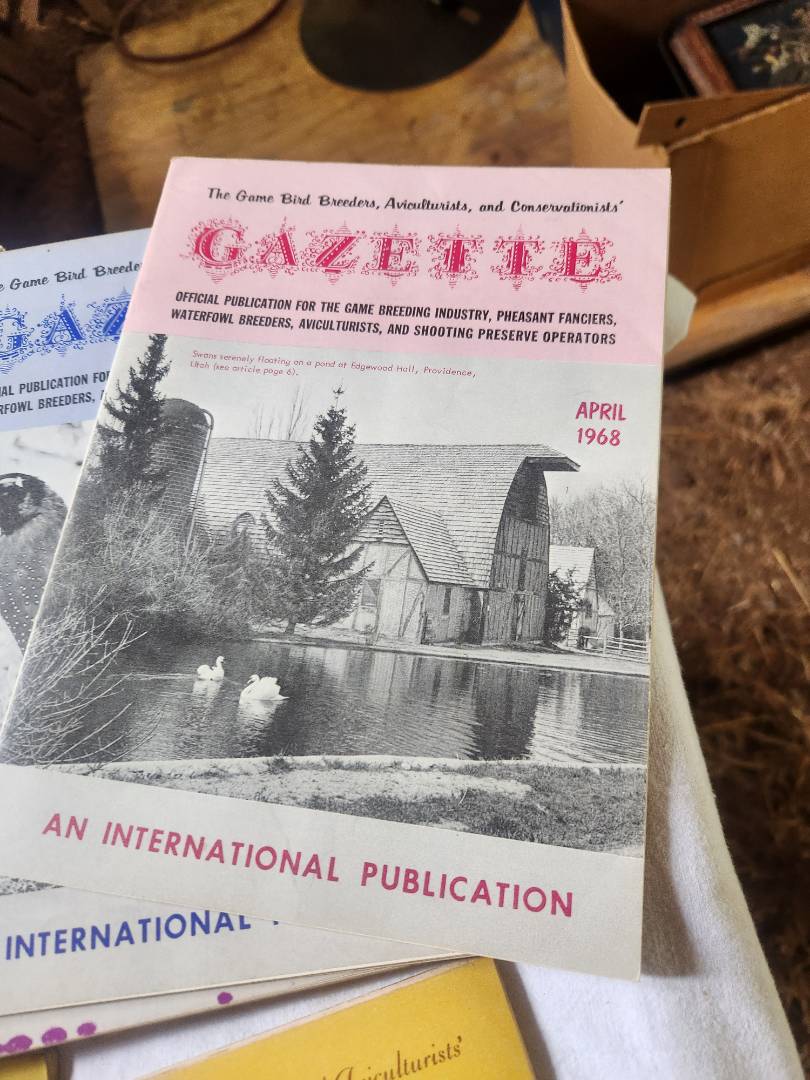 The Game Bird Breeders, Aviculturists, and Conservationists'
GAZETTE
OFFICIAL PUBLICATION FOR THE GAME BREEDING INDUSTRY, PHEASANT FANCIERS,
WATERFOWL BREEDERS, AVICULTURISTS, AND SHOOTING PRESERVE OPERATORS
Swans serenely floating on a pond at Edgewood Hall, Providence,
Utah (see article page 6).
APRIL
1968
AN INTERNATIONAL PUBLICATION
Game Bird Breede
GAZ
IAL PUBLICATION FO
RFOWL BREEDERS,
INTERNATIONAL
Aviculturists'